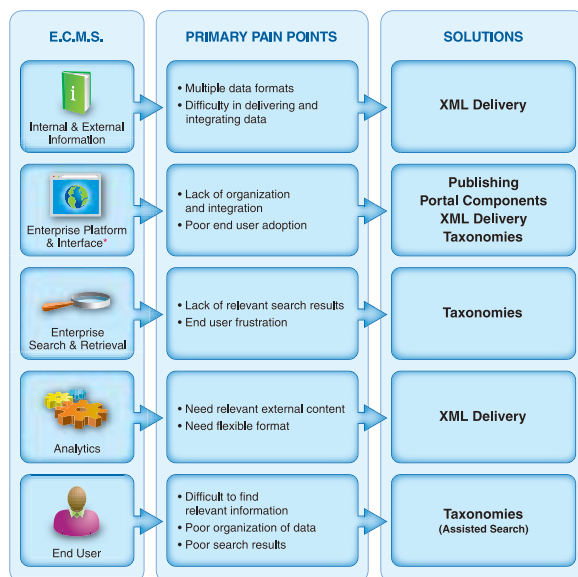 E.C.M.S.
PRIMARY PAIN POINTS
SOLUTIONS
i
Internal & External
Information
• Multiple data formats
• Difficulty in delivering and
integrating data
XML Delivery
Enterprise Platform
& Interface*
• Lack of organization
and integration
• Poor end user adoption
Publishing
Portal Components
XML Delivery
Taxonomies
Enterprise
Search & Retrieval
• Lack of relevant search results
• End user frustration
Taxonomies
Analytics
• Need relevant external content
• Need flexible format
XML Delivery
End User
• Difficult to find
relevant information
• Poor organization of data
• Poor search results
Taxonomies
(Assisted Search)